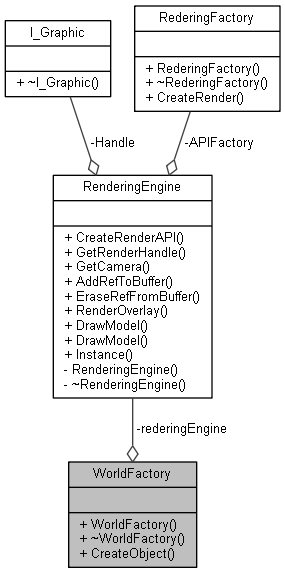 I_Graphic
+ ~I_Graphic()
RederingFactory
+ RederingFactory()
+ ~RederingFactory()
+ CreateRender()
-Handle
-APIFactory
RenderingEngine
+ CreateRenderAPI()
+ GetRenderHandle()
+ GetCamera()
+ AddRefToBuffer()
+ EraseRefFromBuffer()
+ RenderOverlay()
+ DrawModel()
+ DrawModel()
+ Instance()
- RenderingEngine()
- ~RenderingEngine()
-rederingEngine
WorldFactory
+ WorldFactory()
+ ~WorldFactory()
+ CreateObject()